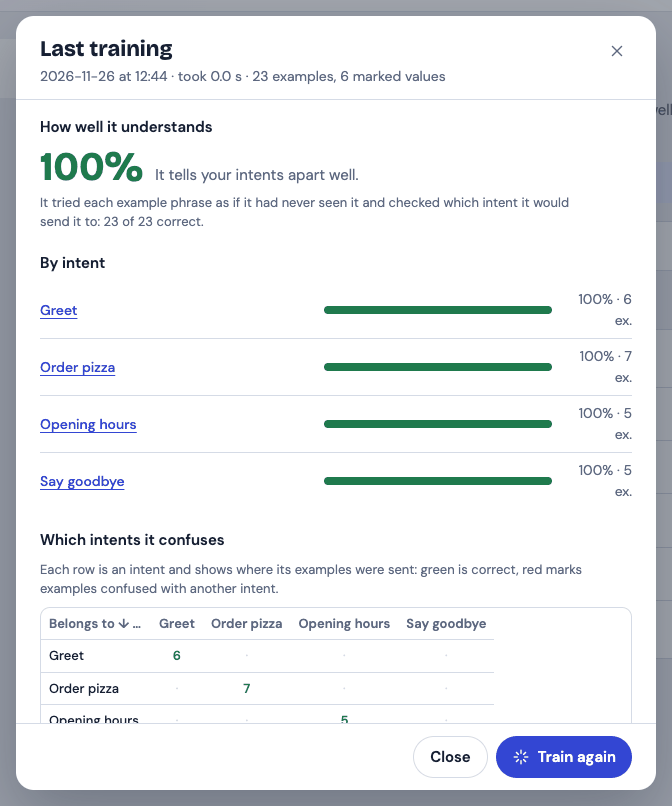 Last training
2026-11-26 at 12:44 · took 0.0 s · 23 examples, 6 marked values
How well it understands
100% It tells your intents apart well.
It tried each example phrase as if it had never seen it and checked which intent it would
send it to: 23 of 23 correct.
By intent
Greet 100% · 6
ex.
Order pizza 100% · 7
ex.
Opening hours 100% · 5
ex.
Say goodbye 100% · 5
ex.
Which intents it confuses
Each row is an intent and shows where its examples were sent: green is correct, red marks
examples confused with another intent.
Belongs to ↓ … Greet Order pizza Opening hours Say goodbye
Greet 6 · · ·
Order pizza · 7 · ·
Opening hours · · 5 ·
Close Train again